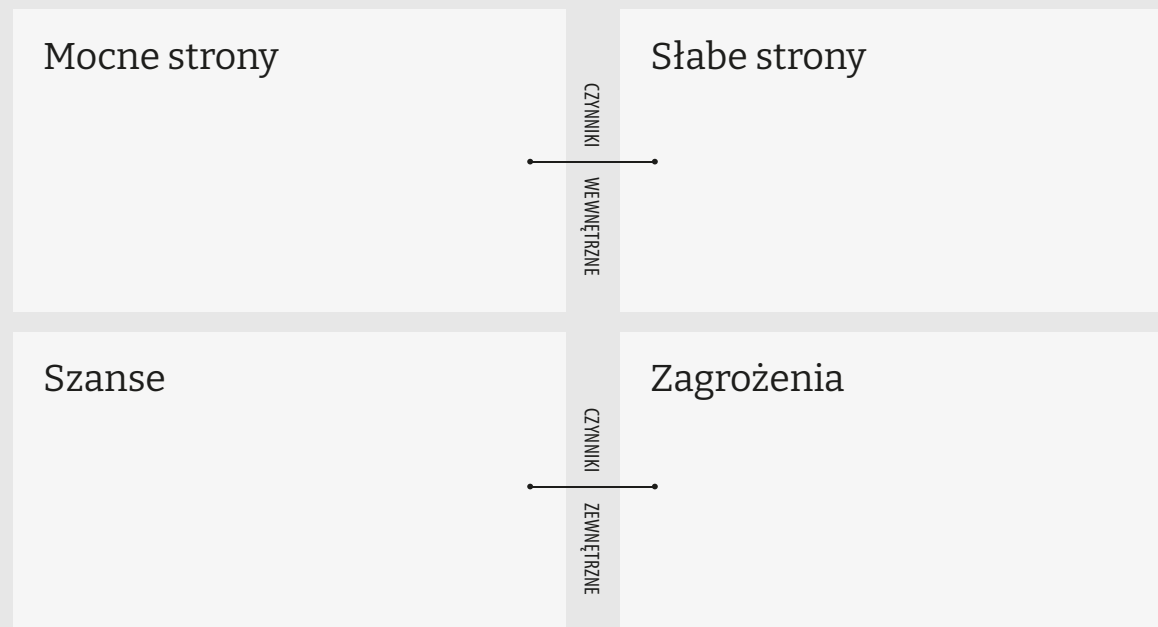 Mocne strony
Słabe strony
CZYNNIKI
WEWNĘTRZNE
Szanse
Zagrożenia
CZYNNIKI
ZEWNĘTRZNE